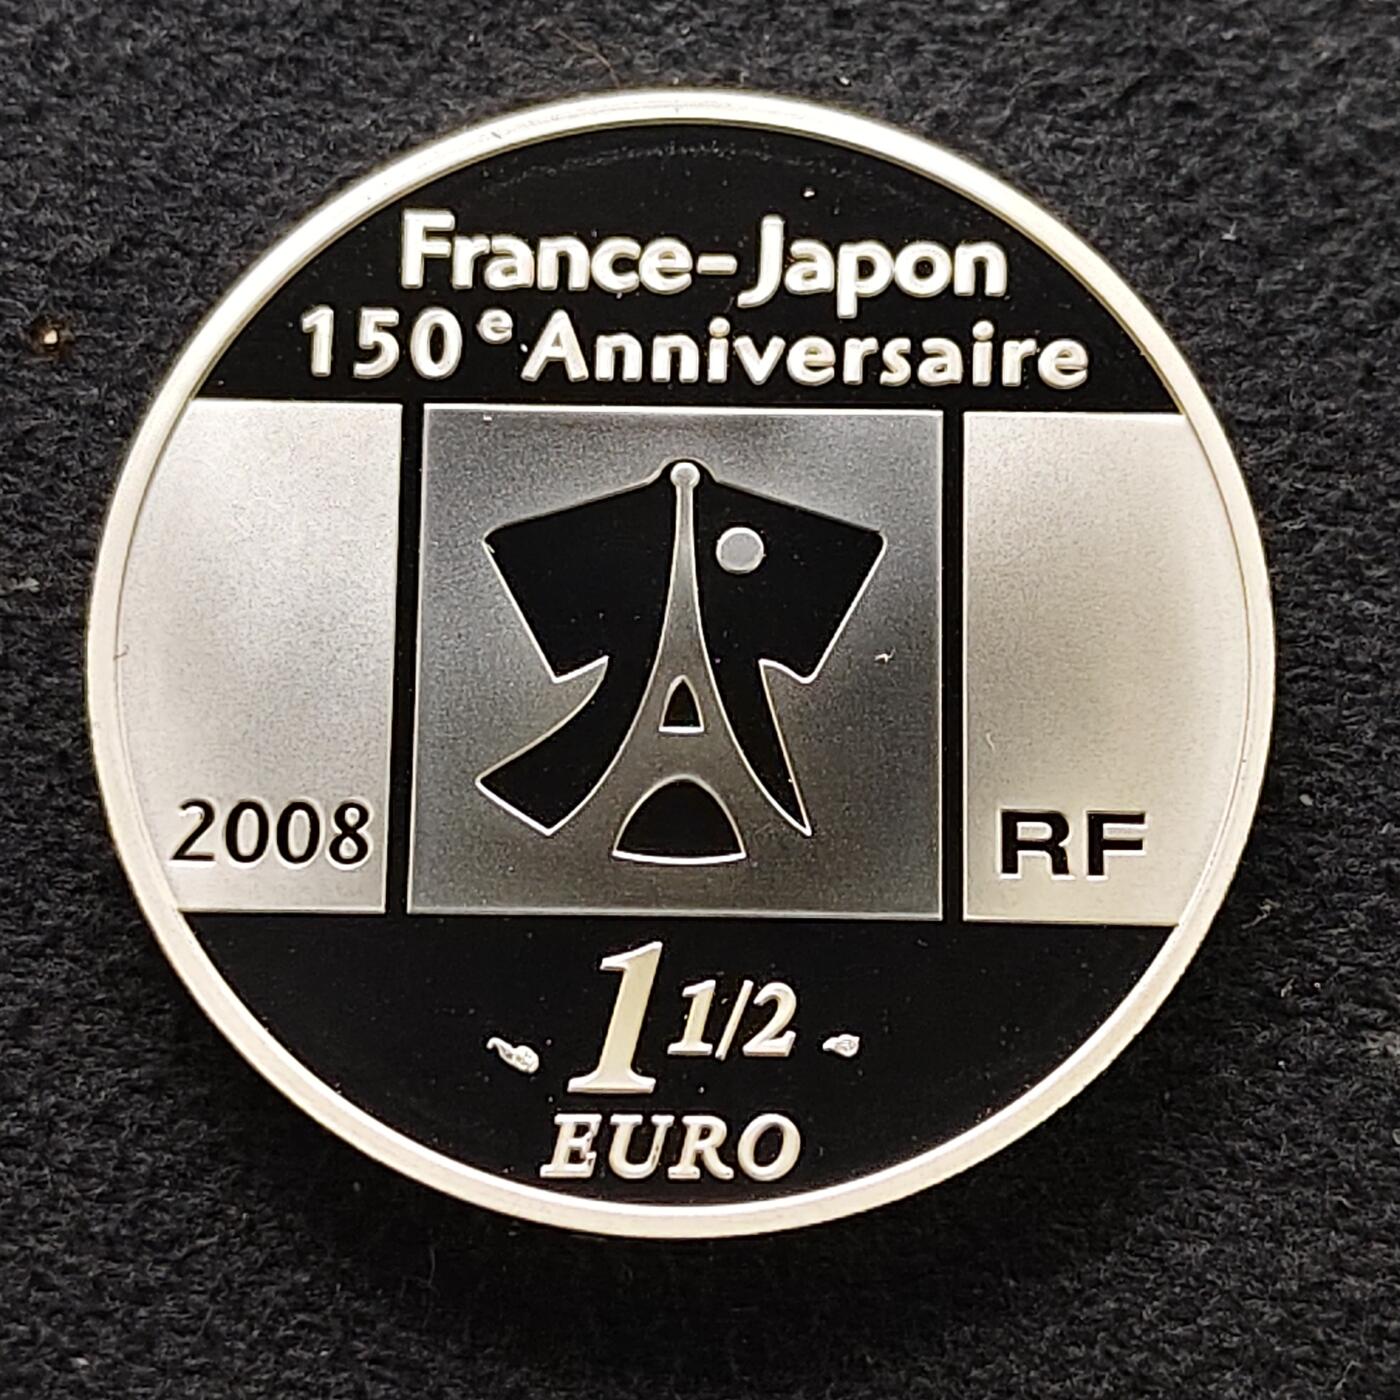 France-Japon
150e Anniversaire
2008
RF
1 1/2
EURO